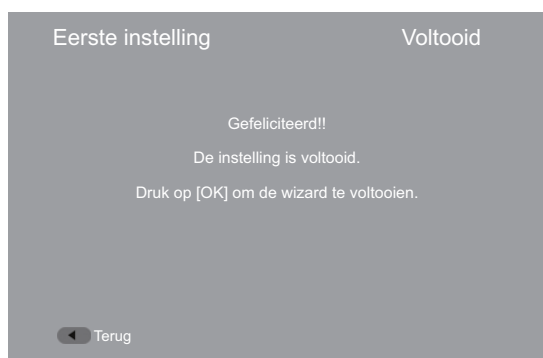 Eerste instelling Voltooid
Gefeliciteerd!!
De instelling is voltooid.
Druk op [OK] om de wizard te voltooien.
Terug